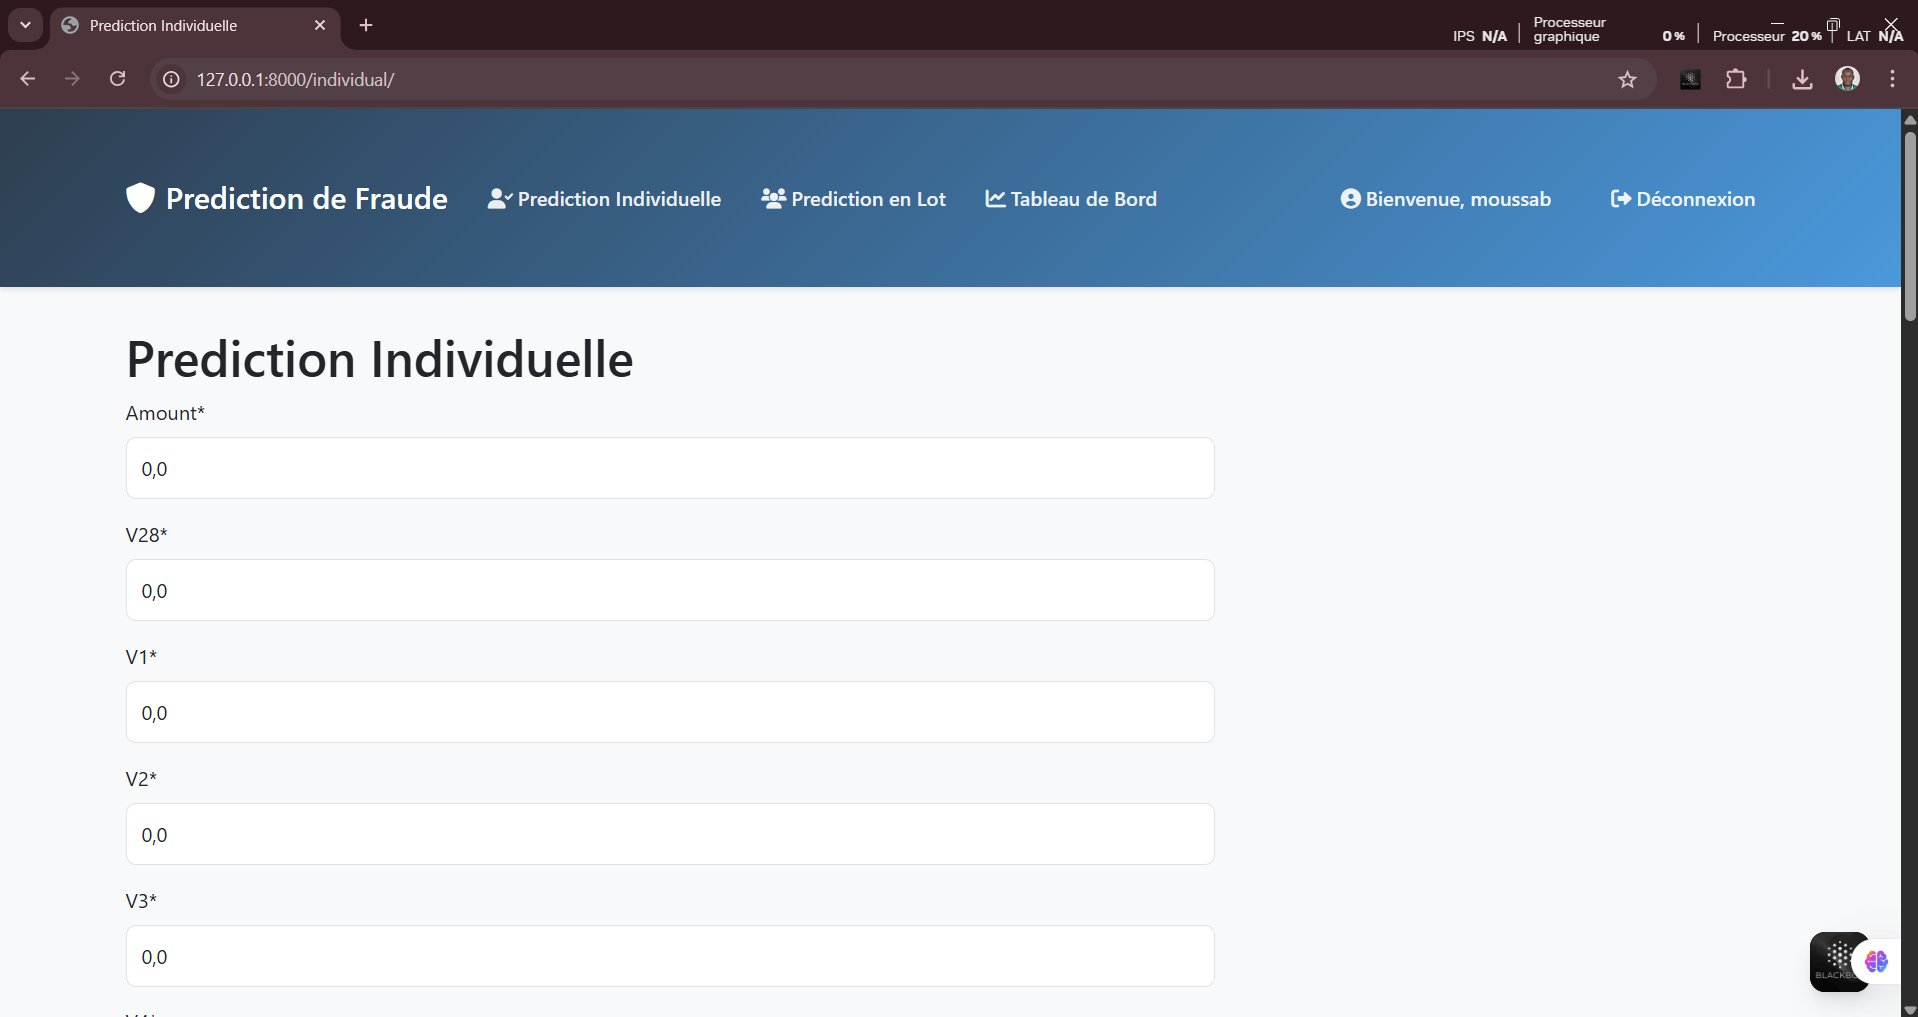 Prediction Individuelle
IPS N/A
Processeur graphique 0 %
Processeur 20 %
LAT N/A
127.0.0.1:8000/individual/
Prediction de Fraude
Prediction Individuelle
Prediction en Lot
Tableau de Bord
Bienvenue, moussab
Déconnexion
Prediction Individuelle
Amount*
0,0
V28*
0,0
V1*
0,0
V2*
0,0
V3*
0,0